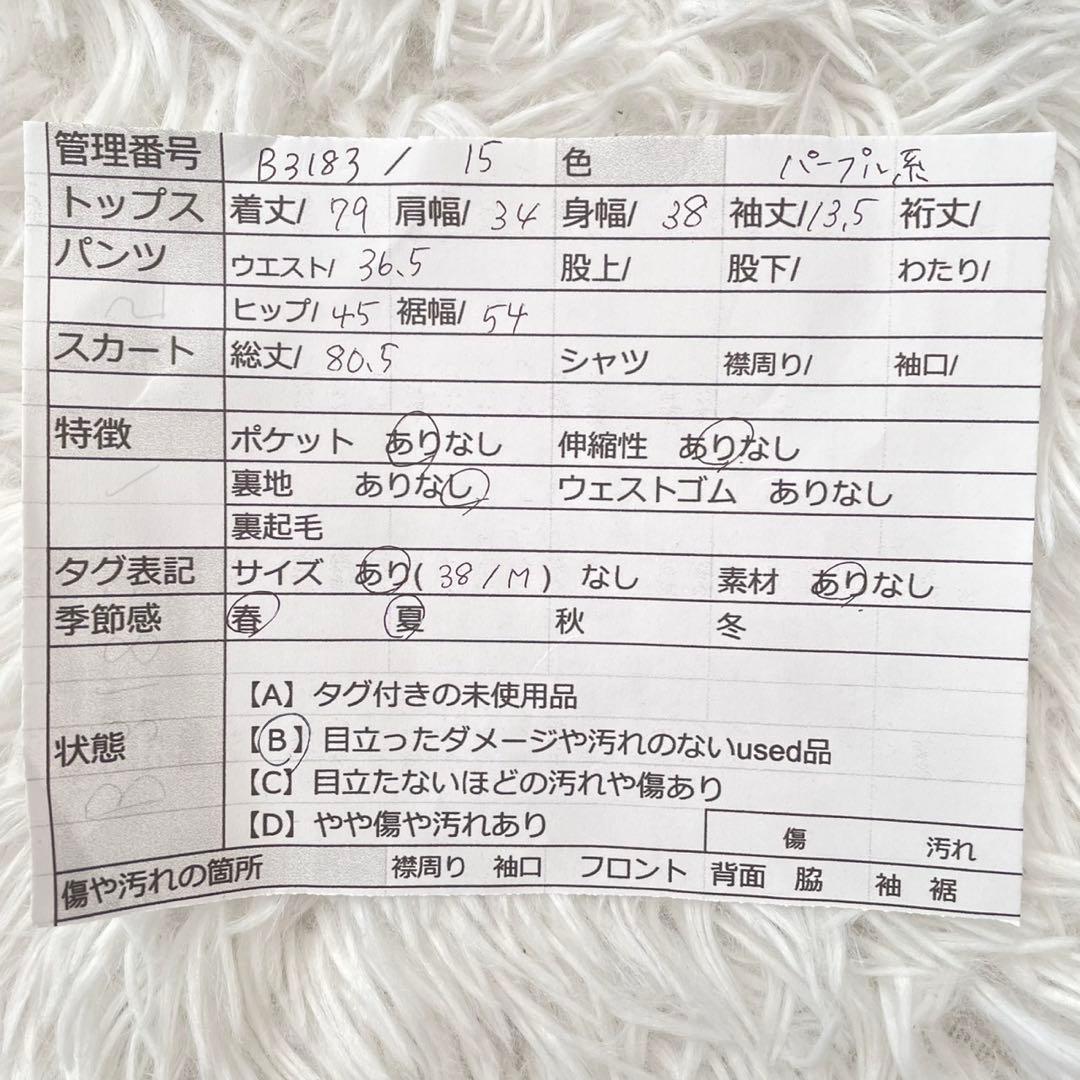 管理番号 B3183 / 15 色 パープル系
トップス 着丈/ 79 肩幅/ 34 身幅/ 38 袖丈/13.5 裄丈/
パンツ ウエスト/ 36.5 股上/ 股下/ わたり/
ヒップ/ 45 裾幅/ 54
スカート 総丈/ 80.5 シャツ 襟周り/ 袖口/
特徴 ポケット ありなし 伸縮性 ありなし
裏地 ありなし ウェストゴム ありなし
裏起毛
タグ表記 サイズ あり( 38/M ) なし 素材 ありなし
季節感 春 夏 秋 冬
状態 【A】タグ付きの未使用品
【B】目立ったダメージや汚れのないused品
【C】目立たないほどの汚れや傷あり
【D】やや傷や汚れあり 傷 汚れ
傷や汚れの箇所 襟周り 袖口 フロント 背面 脇 袖 裾